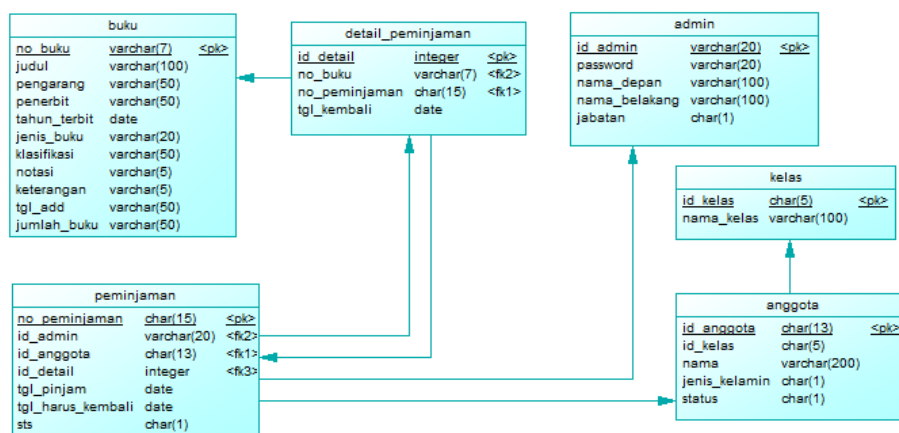 buku
no_buku varchar(7) <pk>
judul varchar(100)
pengarang varchar(50)
penerbit varchar(50)
tahun_terbit date
jenis_buku varchar(20)
klasifikasi varchar(50)
notasi varchar(5)
keterangan varchar(5)
tgl_add varchar(50)
jumlah_buku varchar(50)
detail_peminjaman
id_detail integer <pk>
no_buku varchar(7) <fk2>
no_peminjaman char(15) <fk1>
tgl_kembali date
admin
id_admin varchar(20) <pk>
password varchar(20)
nama_depan varchar(100)
nama_belakang varchar(100)
jabatan char(1)
kelas
id_kelas char(5) <pk>
nama_kelas varchar(100)
peminjaman
no_peminjaman char(15) <pk>
id_admin varchar(20) <fk2>
id_anggota char(13) <fk1>
id_detail integer <fk3>
tgl_pinjam date
tgl_harus_kembali date
sts char(1)
anggota
id_anggota char(13) <pk>
id_kelas char(5)
nama varchar(200)
jenis_kelamin char(1)
status char(1)